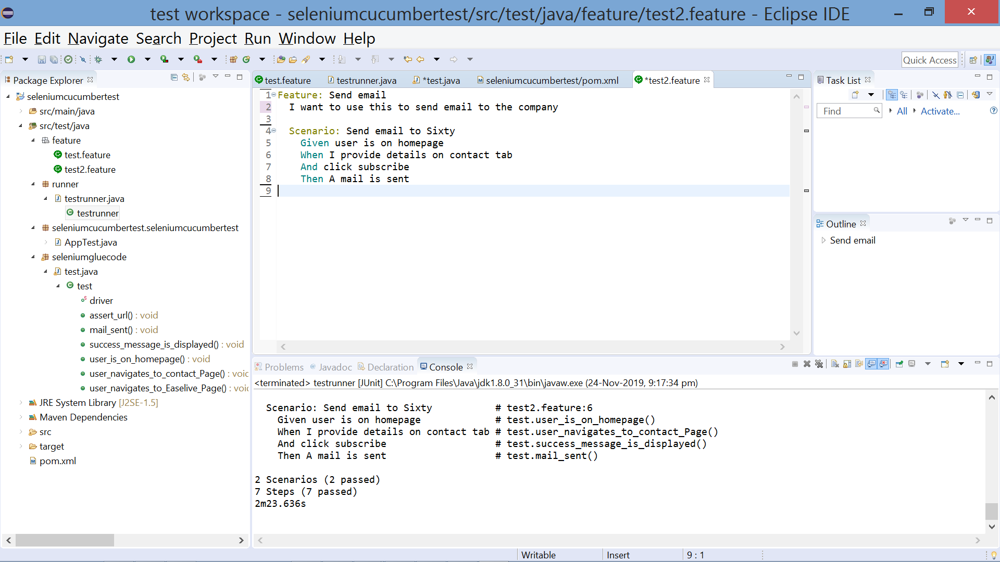 test workspace - seleniumcucumbertest/src/test/java/feature/test2.feature - Eclipse IDE
File Edit Navigate Search Project Run Window Help
Quick Access
Package Explorer
seleniumcucumbertest
src/main/java
src/test/java
feature
test.feature
test2.feature
runner
testrunner.java
testrunner
seleniumcucumbertest.seleniumcucumbertest
AppTest.java
seleniumgluecode
test.java
test
driver
assert_url() : void
mail_sent() : void
success_message_is_displayed() : void
user_is_on_homepage() : void
user_navigates_to_contact_Page() : voic
user_navigates_to_Easelive_Page() : voic
JRE System Library [J2SE-1.5]
Maven Dependencies
src
target
pom.xml
test.feature testrunner.java *test.java seleniumcucumbertest/pom.xml *test2.feature
1 Feature: Send email
2 I want to use this to send email to the company
3
4 Scenario: Send email to Sixty
5 Given user is on homepage
6 When I provide details on contact tab
7 And click subscribe
8 Then A mail is sent
9
Task List
Find All Activate...
Outline
Send email
Problems Javadoc Declaration Console
<terminated> testrunner [JUnit] C:\Program Files\Java\jdk1.8.0_31\bin\javaw.exe (24-Nov-2019, 9:17:34 pm)
Scenario: Send email to Sixty # test2.feature:6
Given user is on homepage # test.user_is_on_homepage()
When I provide details on contact tab # test.user_navigates_to_contact_Page()
And click subscribe # test.success_message_is_displayed()
Then A mail is sent # test.mail_sent()
2 Scenarios (2 passed)
7 Steps (7 passed)
2m23.636s
Writable Insert 9 : 1